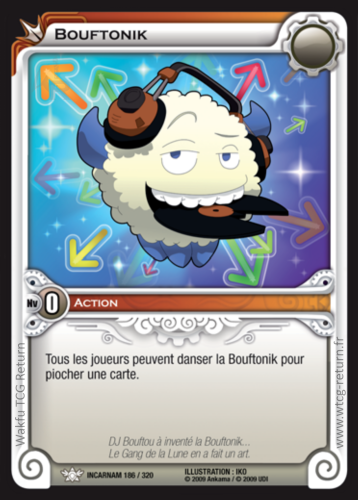 BOUFTONIK
Nv 0 ACTION
Tous les joueurs peuvent danser la Bouftonik pour
piocher une carte.
DJ Bouftou à inventé la Bouftonik...
Le Gang de la Lune en a fait un art.
INCARNAM 186 / 320
ILLUSTRATION : IKO
© 2009 Ankama / © 2009 UDI
Wakfu TCG Return
www.wtcg-return.fr